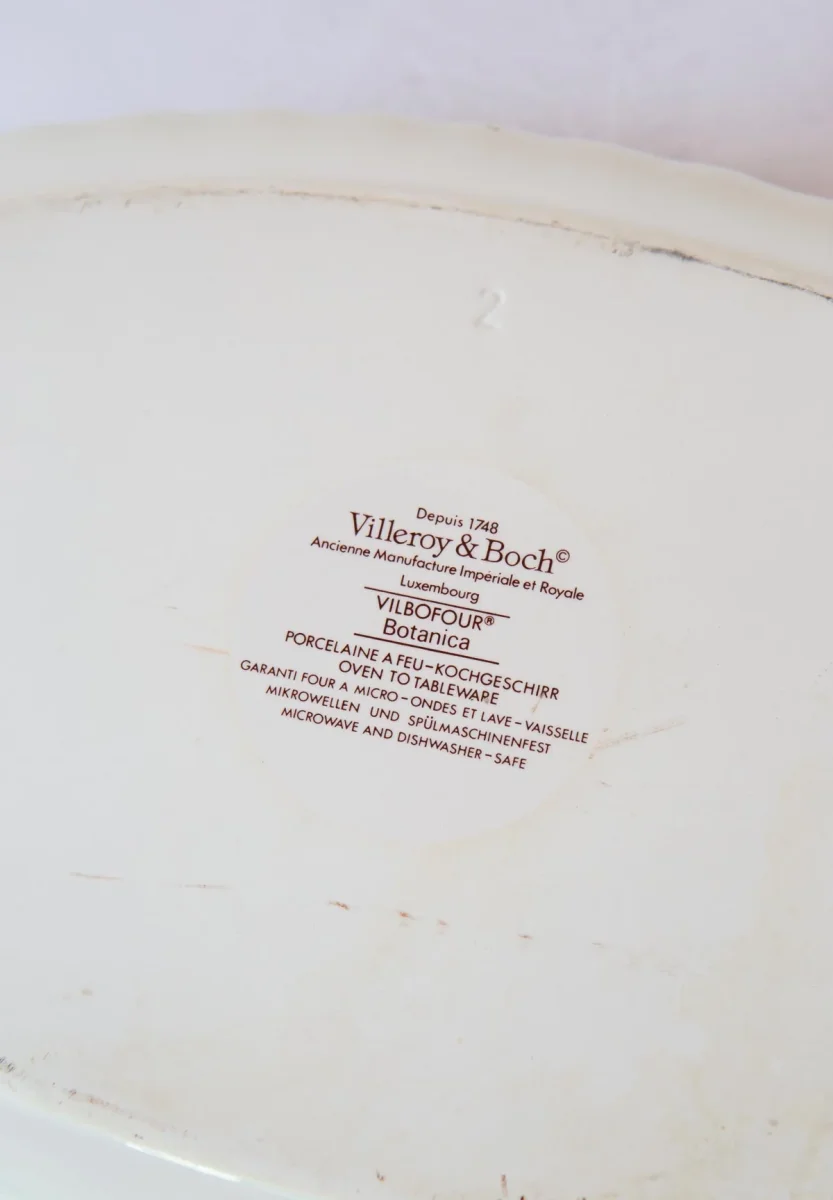 2
Depuis 1748
Villeroy & Boch©
Ancienne Manufacture Impériale et Royale
Luxembourg
VILBOFOUR®
Botanica
PORCELAINE A FEU-KOCHGESCHIRR
OVEN TO TABLEWARE
GARANTI FOUR A MICRO-ONDES ET LAVE-VAISSELLE
MIKROWELLEN UND SPÜLMASCHINENFEST
MICROWAVE AND DISHWASHER-SAFE